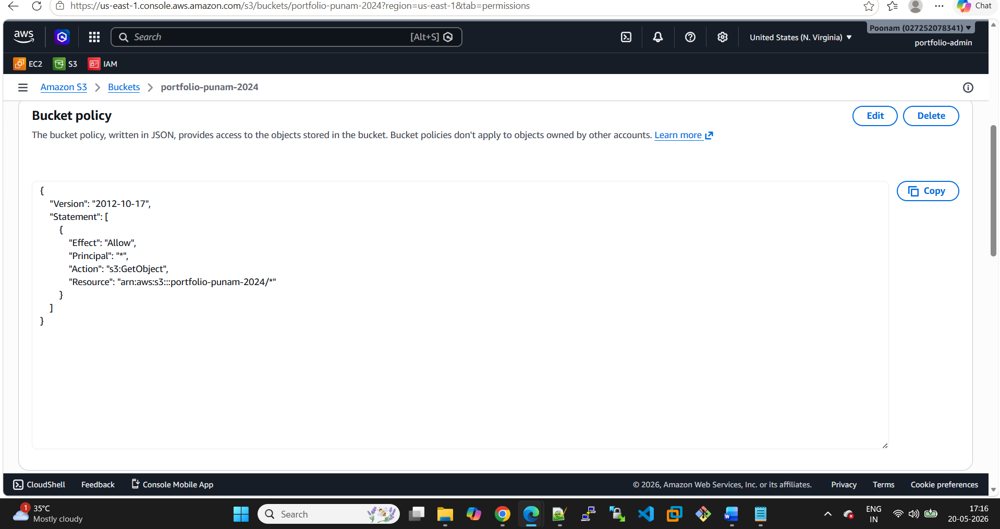 https://us-east-1.console.aws.amazon.com/s3/buckets/portfolio-punam-2024?region=us-east-1&tab=permissions
Chat
aws
Search
[Alt+S]
United States (N. Virginia)
Poonam (027252078341)
portfolio-admin
EC2
S3
IAM
Amazon S3
Buckets
portfolio-punam-2024
Bucket policy
Edit
Delete
The bucket policy, written in JSON, provides access to the objects stored in the bucket. Bucket policies don't apply to objects owned by other accounts. Learn more
{
"Version": "2012-10-17",
"Statement": [
{
"Effect": "Allow",
"Principal": "*",
"Action": "s3:GetObject",
"Resource": "arn:aws:s3:::portfolio-punam-2024/*"
}
]
}
Copy
CloudShell
Feedback
Console Mobile App
© 2026, Amazon Web Services, Inc. or its affiliates.
Privacy
Terms
Cookie preferences
1
35°C
Mostly cloudy
Search
W
ENG
IN
17:16
20-05-2026